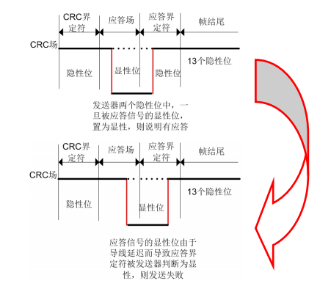 CRC界定符 应答场 应答界定符 帧结尾
CRC场
13个隐性位
隐性位 显性位 隐性位
发送器两个隐性位中，一
旦被应答信号的显性位，
置为显性，则说明有应答
CRC界定符 应答场 应答界定符 帧结尾
CRC场
13个隐性位
隐性位 显性位
应答信号的显性位由于
导线延迟而导致应答界
定符被发送器判断为显
性，则发送失败